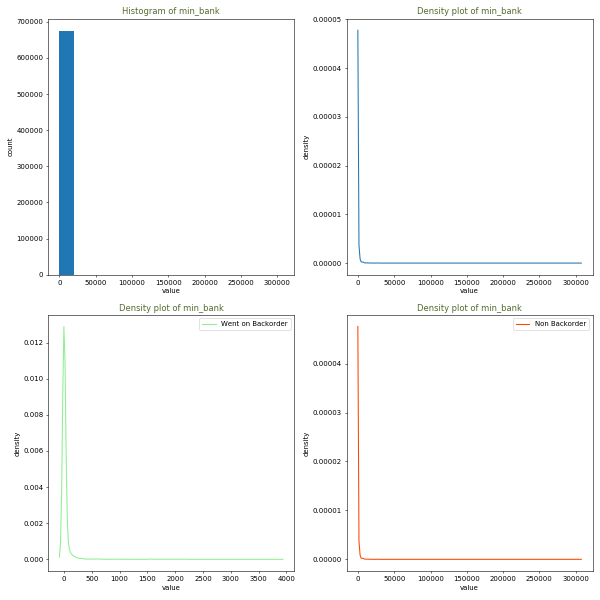 Histogram of min_bank
700000
600000
500000
400000
300000
200000
100000
0
count
0 50000 100000 150000 200000 250000 300000
value
Density plot of min_bank
0.00005
0.00004
0.00003
0.00002
0.00001
0.00000
density
0 50000 100000 150000 200000 250000 300000
value
Density plot of min_bank
Went on Backorder
0.012
0.010
0.008
0.006
0.004
0.002
0.000
density
0 500 1000 1500 2000 2500 3000 3500 4000
value
Density plot of min_bank
Non Backorder
0.00004
0.00003
0.00002
0.00001
0.00000
density
0 50000 100000 150000 200000 250000 300000
value